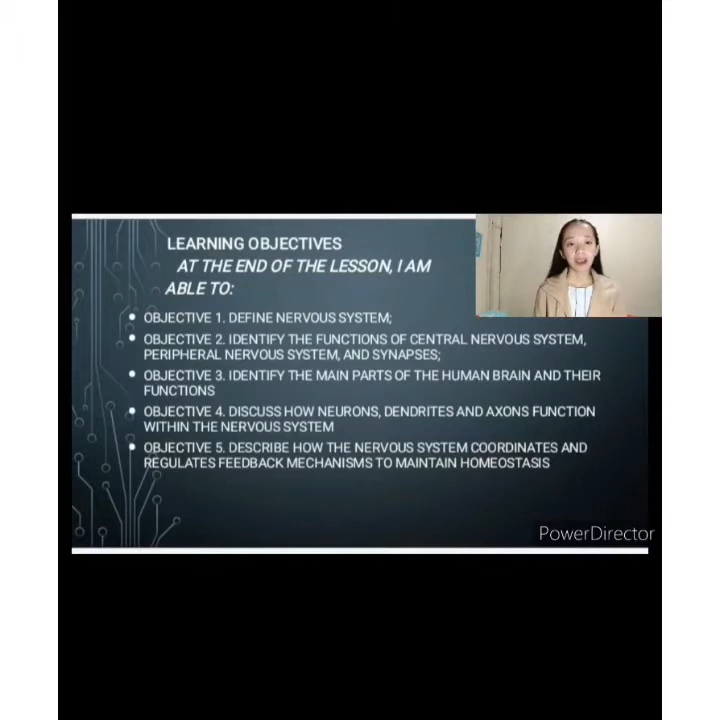 LEARNING OBJECTIVES
AT THE END OF THE LESSON, I AM
ABLE TO:
• OBJECTIVE 1. DEFINE NERVOUS SYSTEM;
• OBJECTIVE 2. IDENTIFY THE FUNCTIONS OF CENTRAL NERVOUS SYSTEM,
PERIPHERAL NERVOUS SYSTEM, AND SYNAPSES;
• OBJECTIVE 3. IDENTIFY THE MAIN PARTS OF THE HUMAN BRAIN AND THEIR
FUNCTIONS
• OBJECTIVE 4. DISCUSS HOW NEURONS, DENDRITES AND AXONS FUNCTION
WITHIN THE NERVOUS SYSTEM
• OBJECTIVE 5. DESCRIBE HOW THE NERVOUS SYSTEM COORDINATES AND
REGULATES FEEDBACK MECHANISMS TO MAINTAIN HOMEOSTASIS
PowerDirector